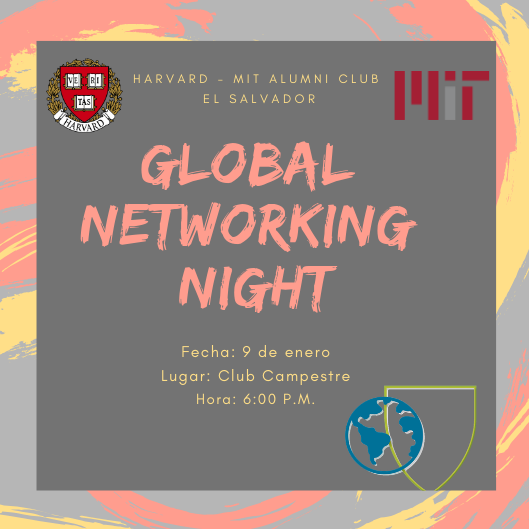 HARVARD - MIT ALUMNI CLUB
EL SALVADOR
VE RI
TAS
HARVARD
MIT
GLOBAL
NETWORKING
NIGHT
Fecha: 9 de enero
Lugar: Club Campestre
Hora: 6:00 P.M.